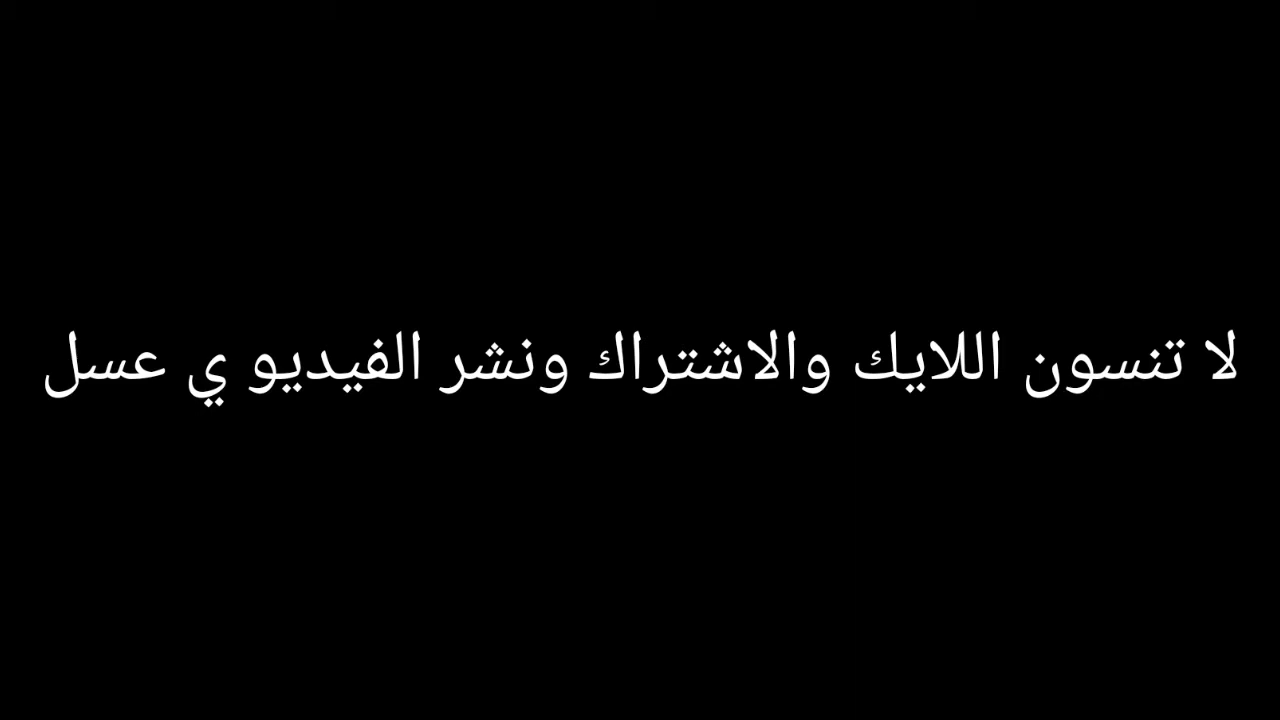 لا تنسون اللايك والاشتراك ونشر الفيديو ي عسل